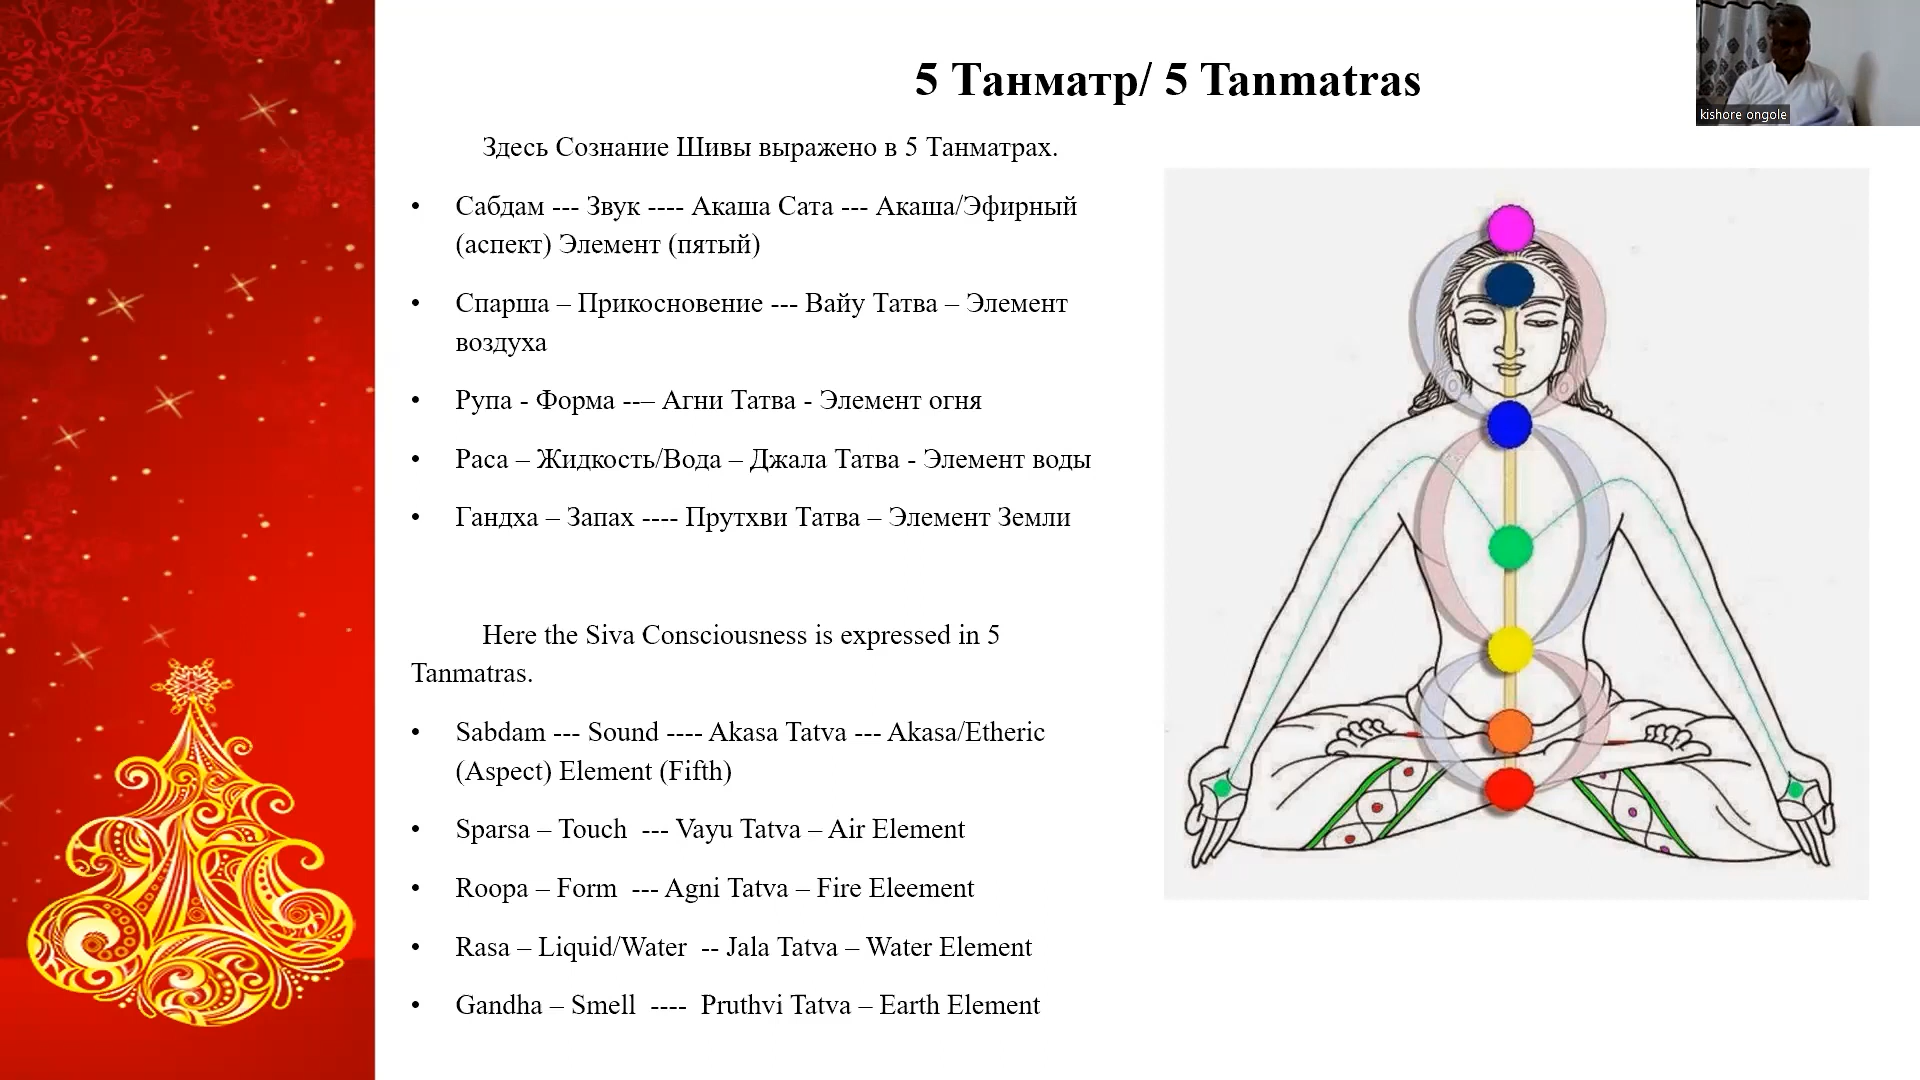 5 Танматр/ 5 Tanmatras
kishore ongole
Здесь Сознание Шивы выражено в 5 Танматрах.
• Сабдам --- Звук ---- Акаша Сата --- Акаша/Эфирный
(аспект) Элемент (пятый)
• Спарша – Прикосновение --- Вайу Татва – Элемент
воздуха
• Рупа - Форма --– Агни Татва - Элемент огня
• Раса – Жидкость/Вода – Джала Татва - Элемент воды
• Гандха – Запах ---- Прутхви Татва – Элемент Земли
Here the Siva Consciousness is expressed in 5
Tanmatras.
• Sabdam --- Sound ---- Akasa Tatva --- Akasa/Etheric
(Aspect) Element (Fifth)
• Sparsa – Touch --- Vayu Tatva – Air Element
• Roopa – Form --- Agni Tatva – Fire Eleement
• Rasa – Liquid/Water -- Jala Tatva – Water Element
• Gandha – Smell ---- Pruthvi Tatva – Earth Element